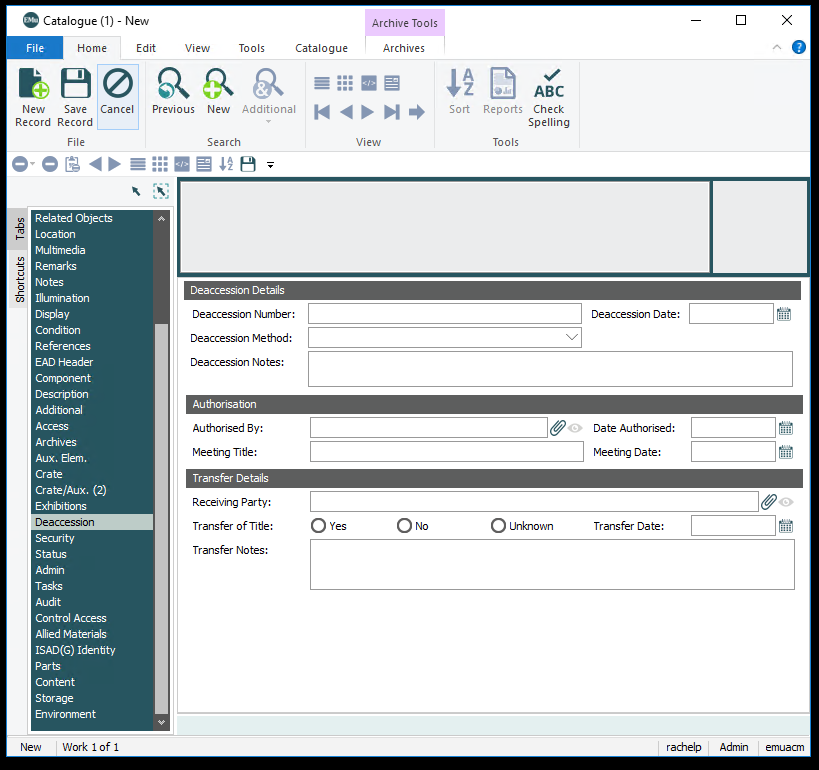 EMu Catalogue (1) - New
Archive Tools
File Home Edit View Tools Catalogue Archives
?
New Record Save Record Cancel Previous New & Additional </> Sort Reports ABC Check Spelling
A Z
File Search View Tools
</> A Z
Tabs
Shortcuts
Related Objects
Location
Multimedia
Remarks
Notes
Illumination
Display
Condition
References
EAD Header
Component
Description
Additional
Access
Archives
Aux. Elem.
Crate
Crate/Aux. (2)
Exhibitions
Deaccession
Security
Status
Admin
Tasks
Audit
Control Access
Allied Materials
ISAD(G) Identity
Parts
Content
Storage
Environment
Deaccession Details
Deaccession Number: Deaccession Date:
Deaccession Method:
Deaccession Notes:
Authorisation
Authorised By: Date Authorised:
Meeting Title: Meeting Date:
Transfer Details
Receiving Party:
Transfer of Title: Yes No Unknown Transfer Date:
Transfer Notes:
New Work 1 of 1 rachelp Admin emuacm